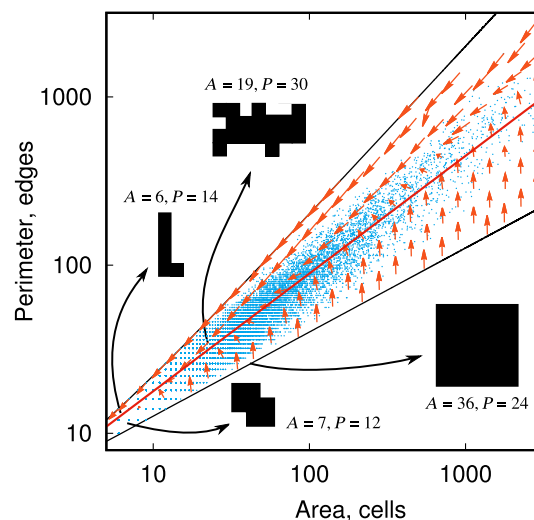 1000
100
10
Perimeter, edges
A = 19, P = 30
A = 6, P = 14
A = 36, P = 24
A = 7, P = 12
10
100
1000
Area, cells